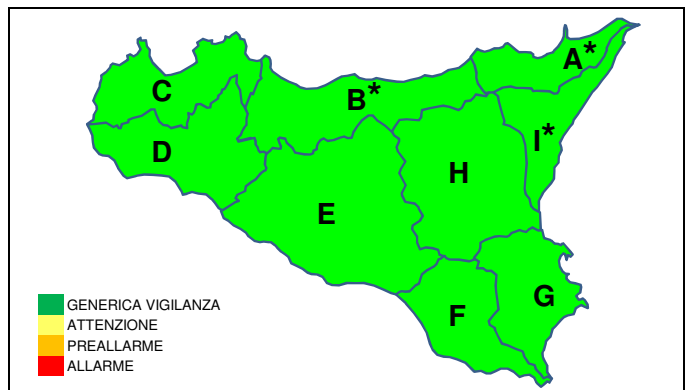 A*
B*
C
I*
D
H
E
G
F
GENERICA VIGILANZA
ATTENZIONE
PREALLARME
ALLARME